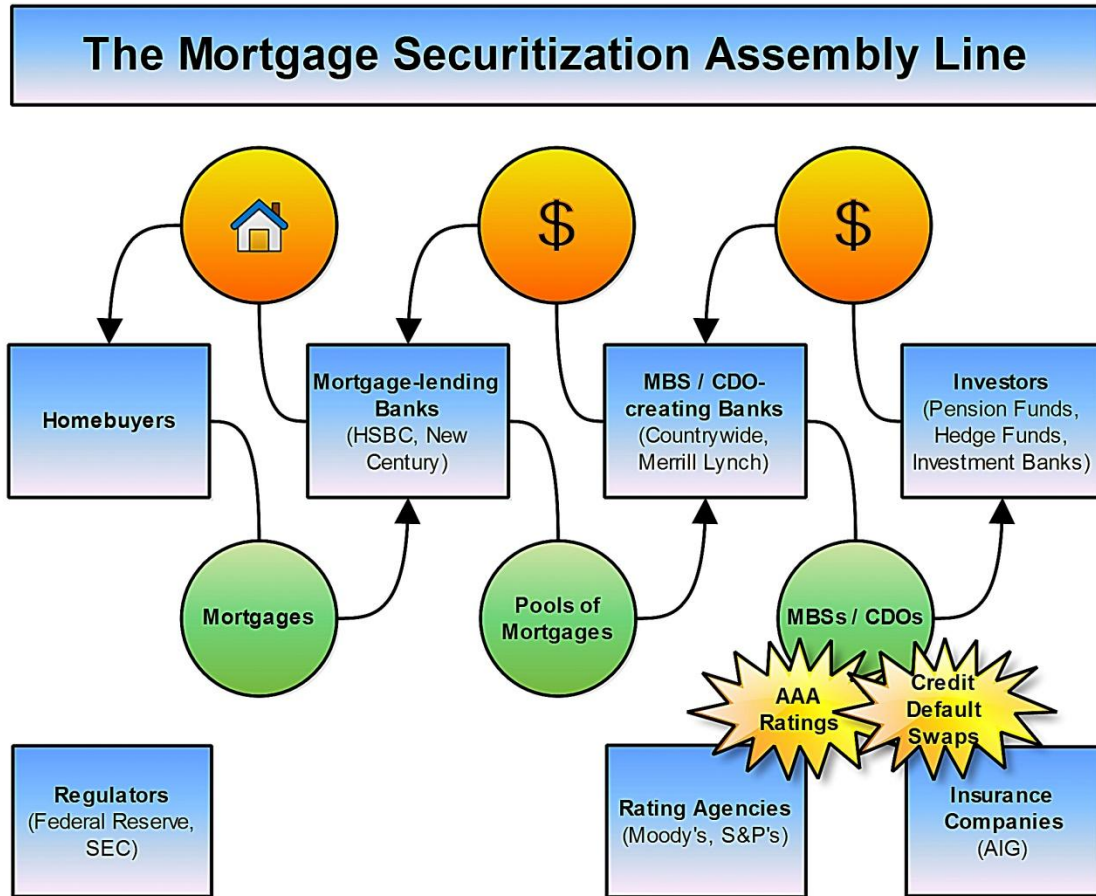 The Mortgage Securitization Assembly Line
$
$
Homebuyers
Mortgage-lending
Banks
(HSBC, New
Century)
MBS / CDO-
creating Banks
(Countrywide,
Merrill Lynch)
Investors
(Pension Funds,
Hedge Funds,
Investment Banks)
Mortgages
Pools of
Mortgages
MBSs / CDOs
AAA
Ratings
Credit
Default
Swaps
Regulators
(Federal Reserve,
SEC)
Rating Agencies
(Moody's, S&P's)
Insurance
Companies
(AIG)